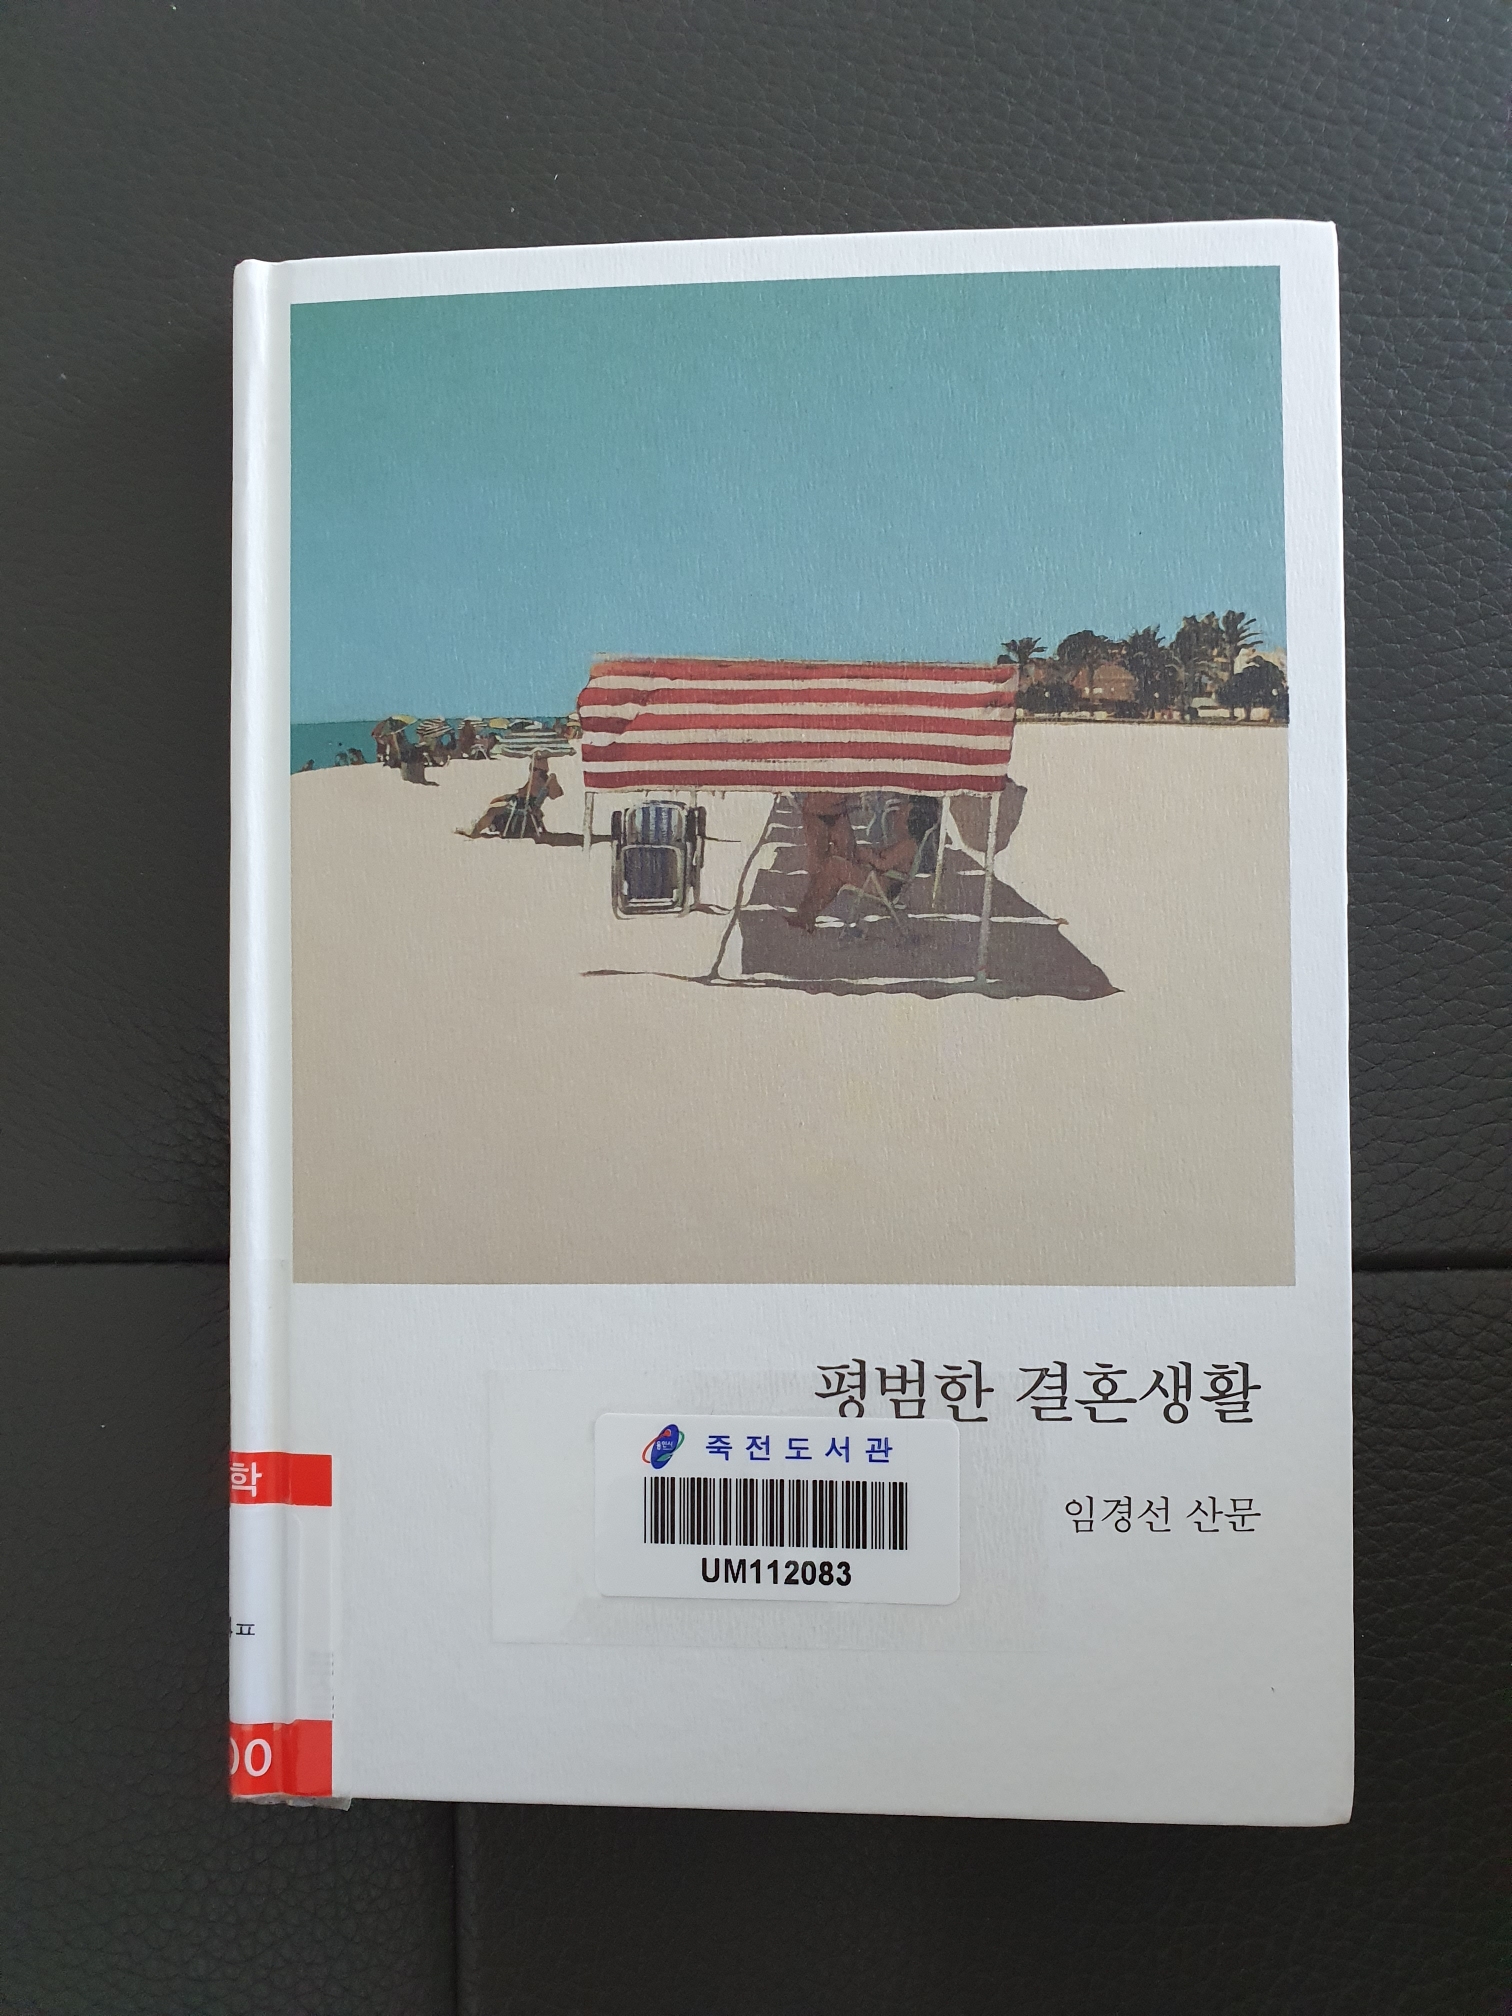 평범한 결혼생활
죽전도서관
UM112083
임경선 산문
학
00